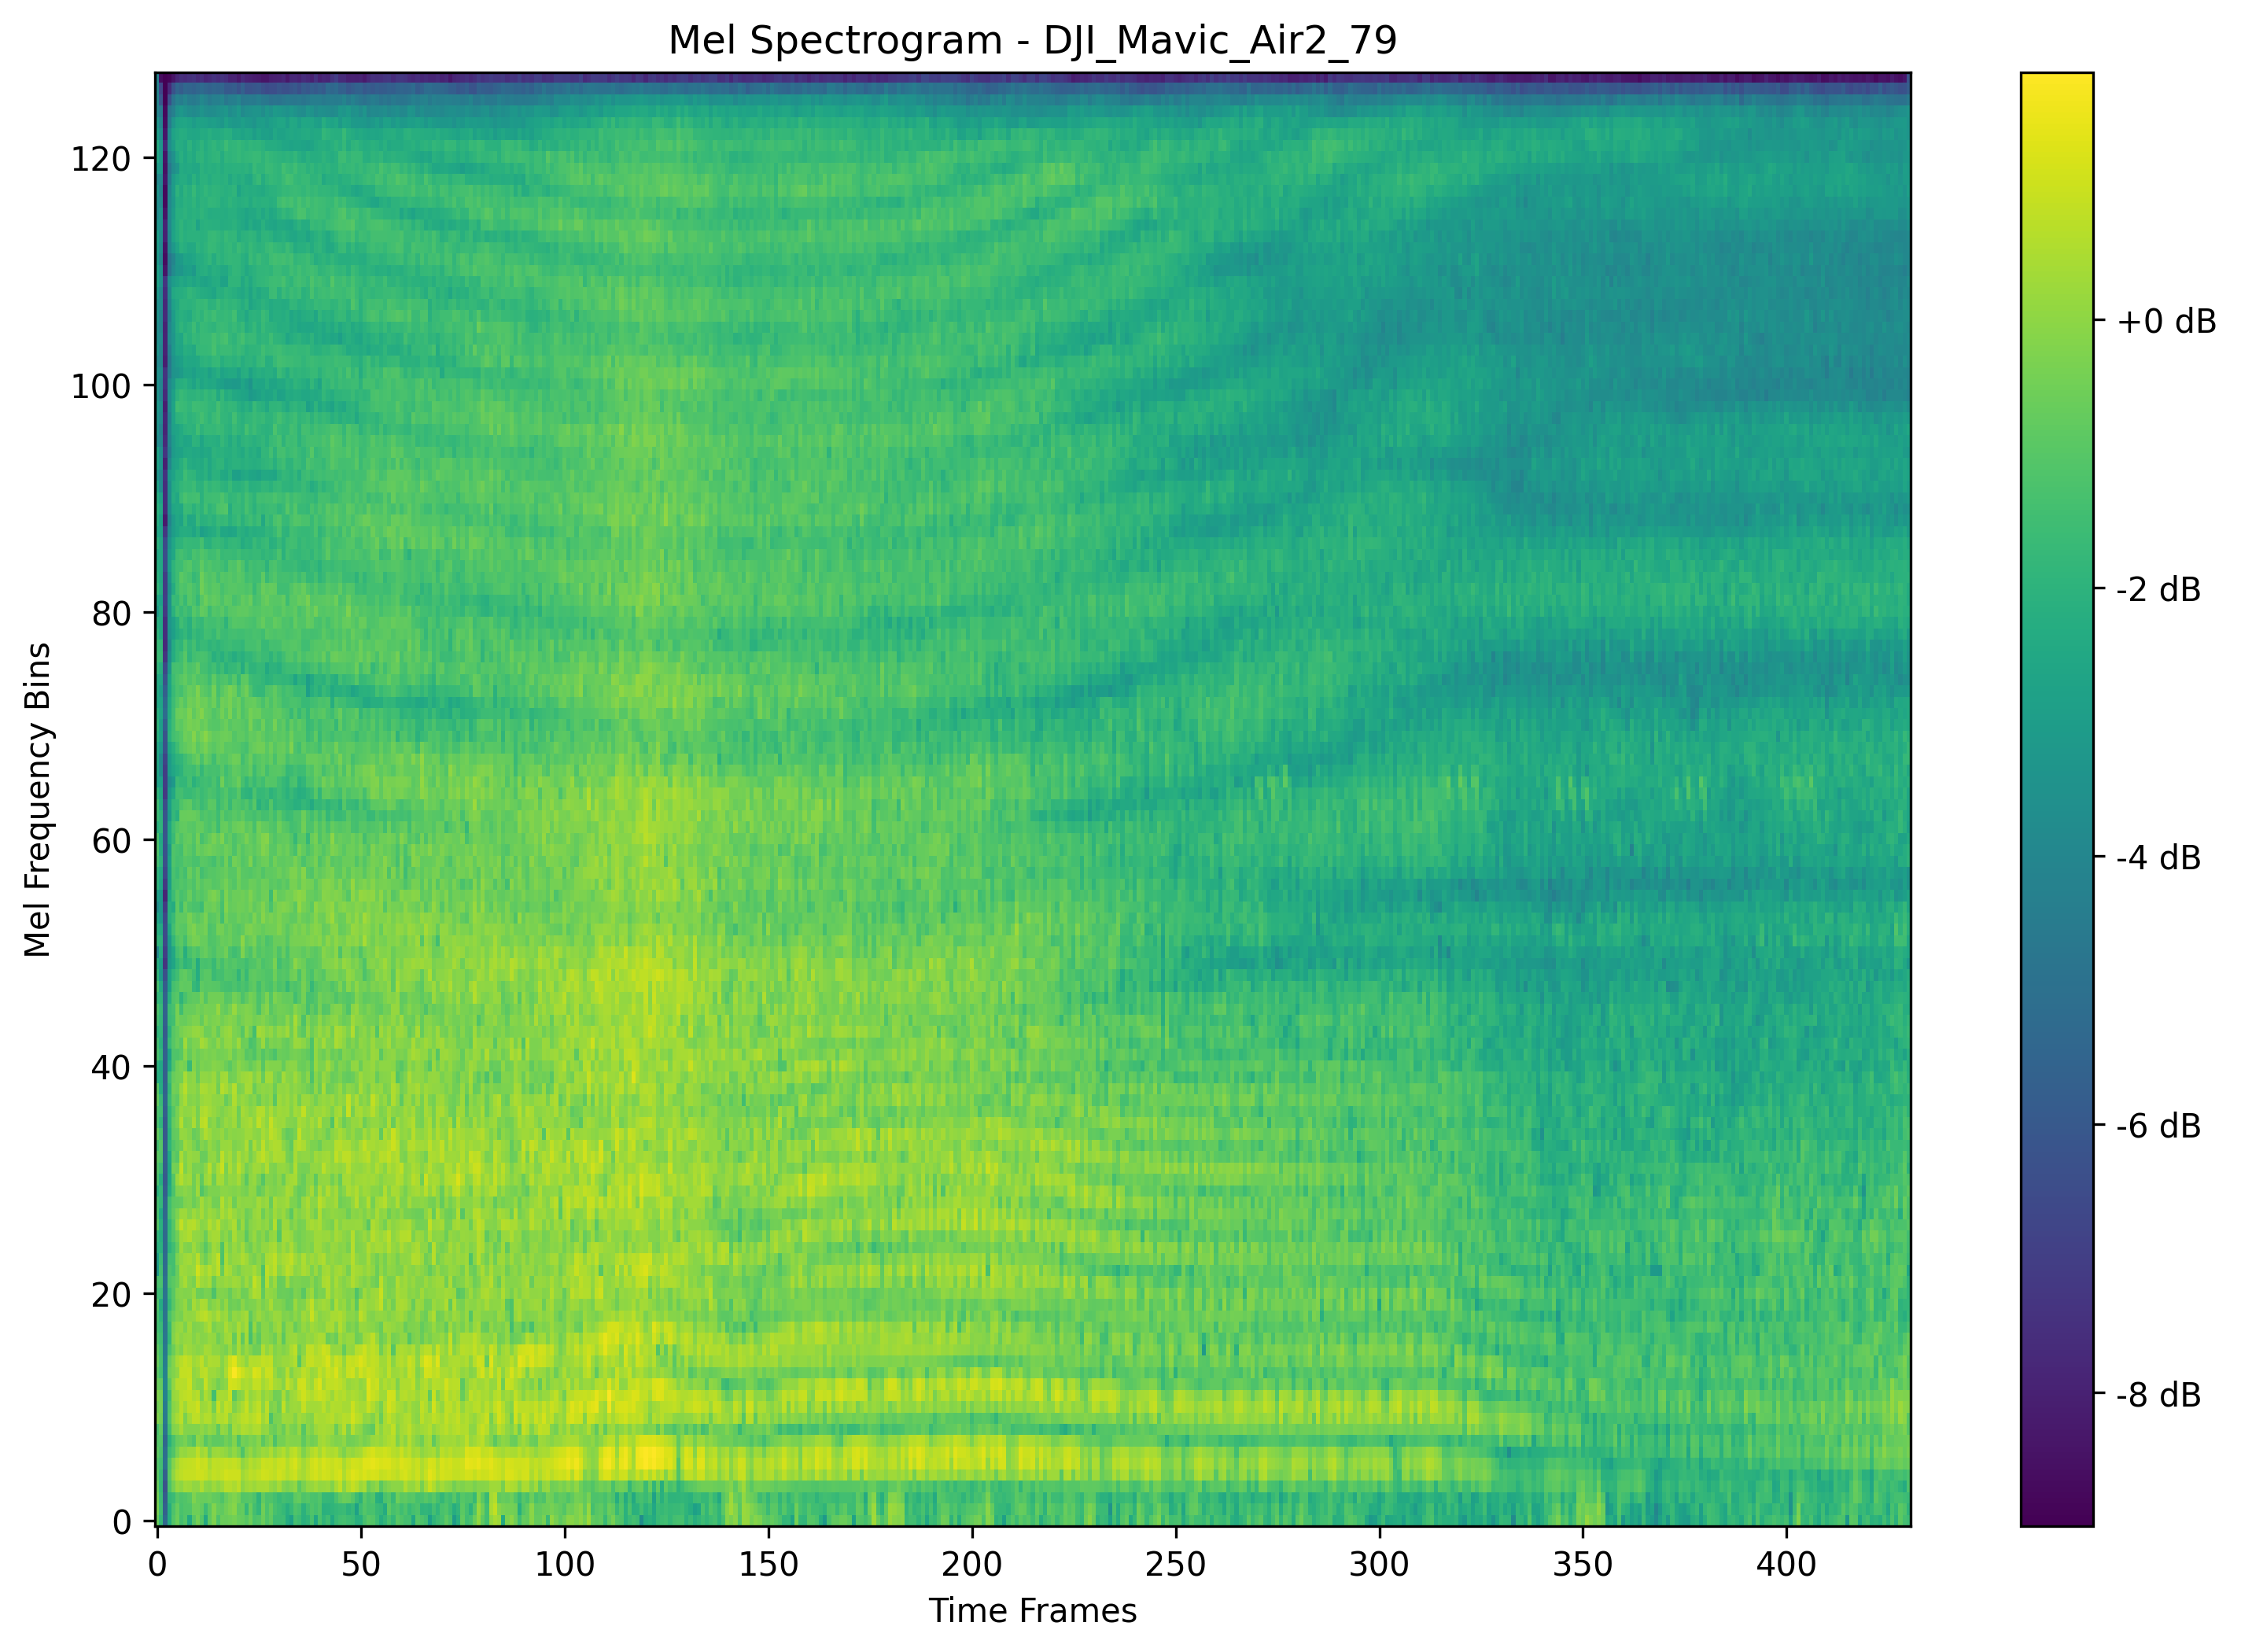 Mel Spectrogram - DJI_Mavic_Air2_79
Mel Frequency Bins
120
100
80
60
40
20
0
0 50 100 150 200 250 300 350 400
Time Frames
+0 dB
-2 dB
-4 dB
-6 dB
-8 dB